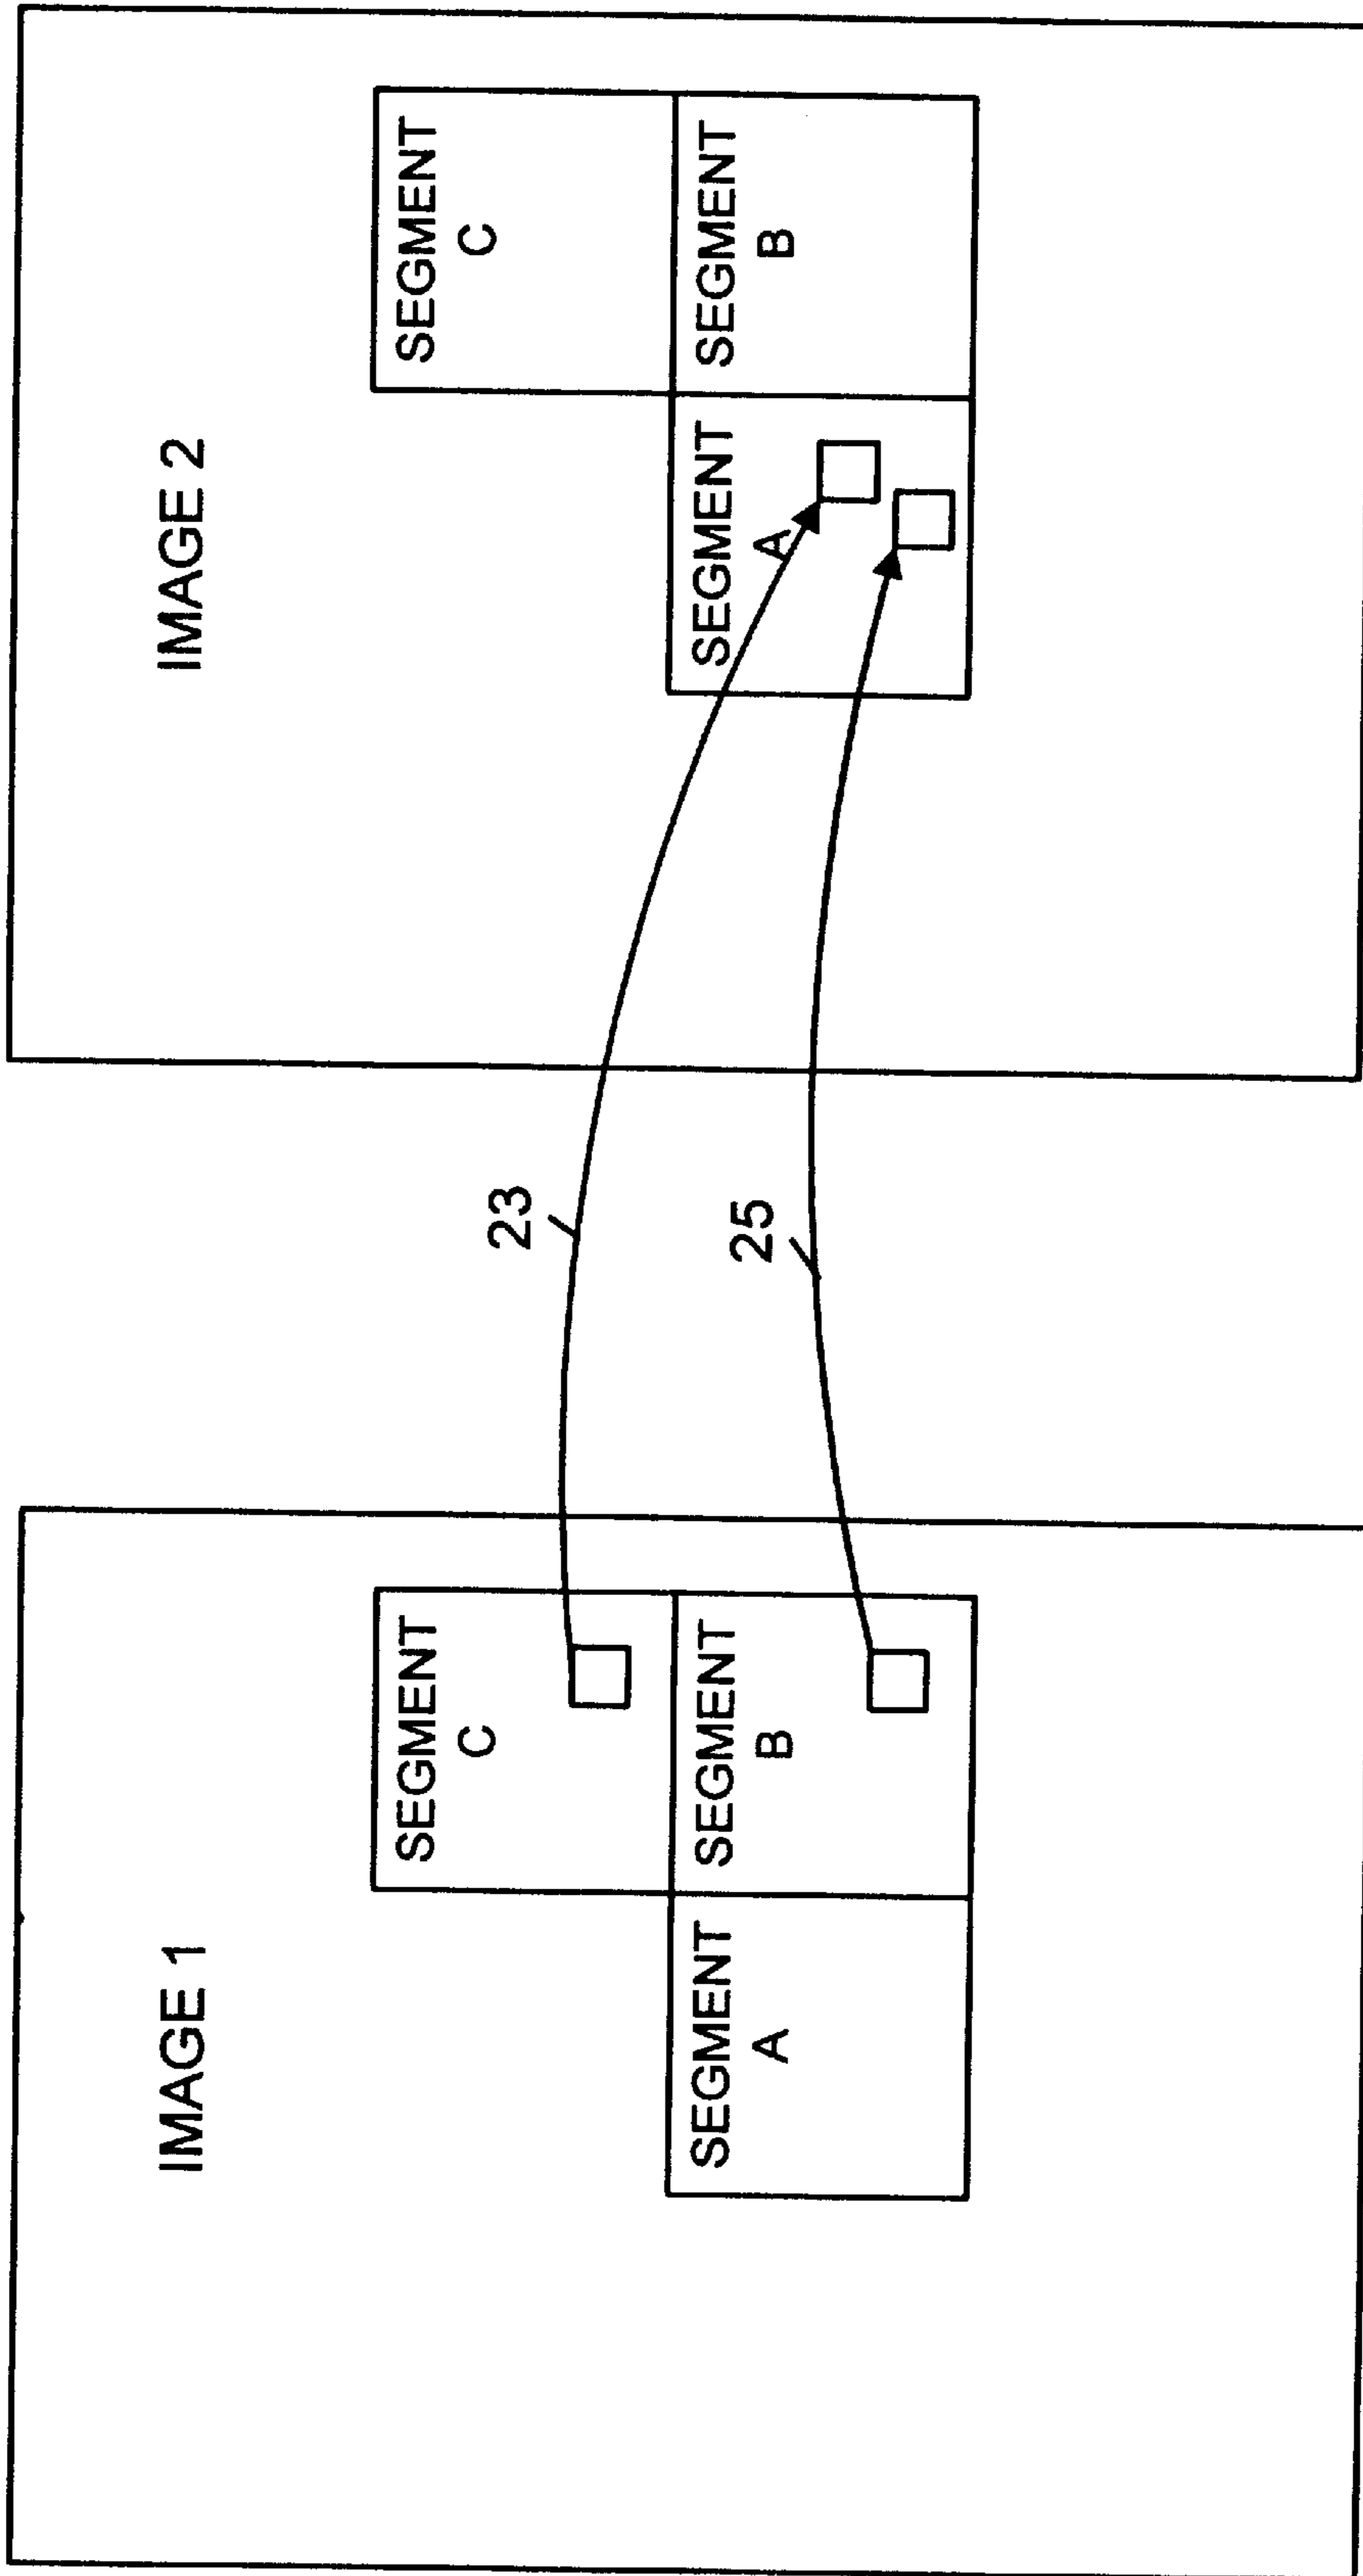 IMAGE 1
SEGMENT
C
SEGMENT
A
SEGMENT
B
23
25
IMAGE 2
SEGMENT
C
SEGMENT
A
SEGMENT
B